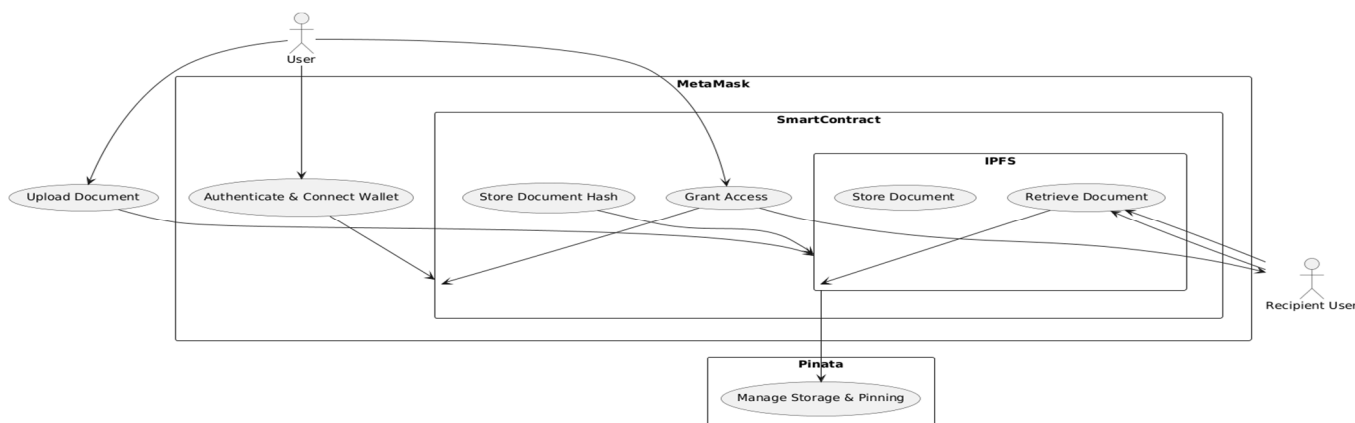 User
MetaMask
SmartContract
IPFS
Upload Document
Authenticate & Connect Wallet
Store Document Hash
Grant Access
Store Document
Retrieve Document
Recipient User
Pinata
Manage Storage & Pinning